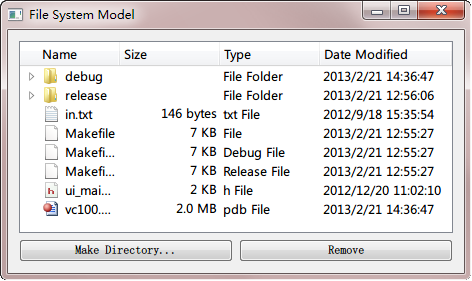 File System Model
Name Size Type Date Modified
debug File Folder 2013/2/21 14:36:47
release File Folder 2013/2/21 12:56:06
in.txt 146 bytes txt File 2012/9/18 15:35:54
Makefile 7 KB File 2013/2/21 12:55:27
Makefi... 7 KB Debug File 2013/2/21 12:55:27
Makefi... 7 KB Release File 2013/2/21 12:55:27
ui_mai... 2 KB h File 2012/12/20 11:02:10
vc100.... 2.0 MB pdb File 2013/2/21 14:36:47
Make Directory... Remove